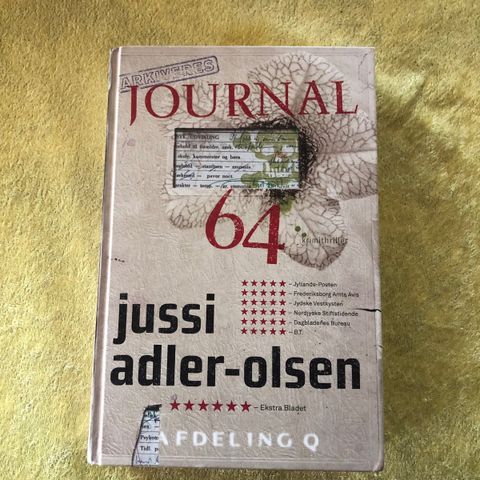 ARKIVERES
JOURNAL
64
krimithriller
★★★★★★ – Jyllands-Posten
★★★★★★ – Frederiksborg Amts Avis
★★★★★★ – Jydske Vestkysten
★★★★★★ – Nordjyske Stiftstidende
★★★★★★ – Dagbladenes Bureau
★★★★★★ – B.T.
jussi
adler-olsen
★★★★★★ – Ekstra Bladet
AFDELING Q